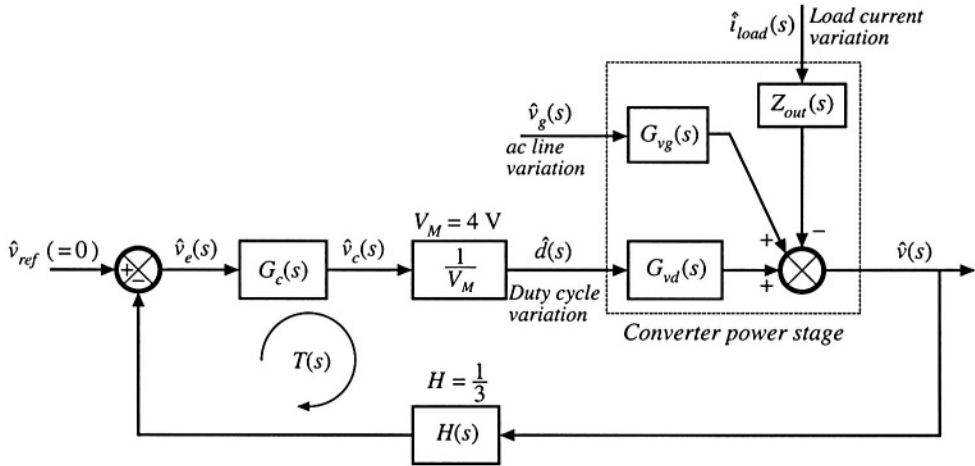 î_load(s)
Load current
variation
Z_out(s)
v̂_g(s)
ac line
variation
G_vg(s)
V_M = 4 V
v̂_ref (=0)
+
−
v̂_e(s)
G_c(s)
v̂_c(s)
1/V_M
d̂(s)
Duty cycle
variation
G_vd(s)
+
+
−
v̂(s)
Converter power stage
T(s)
H = 1/3
H(s)